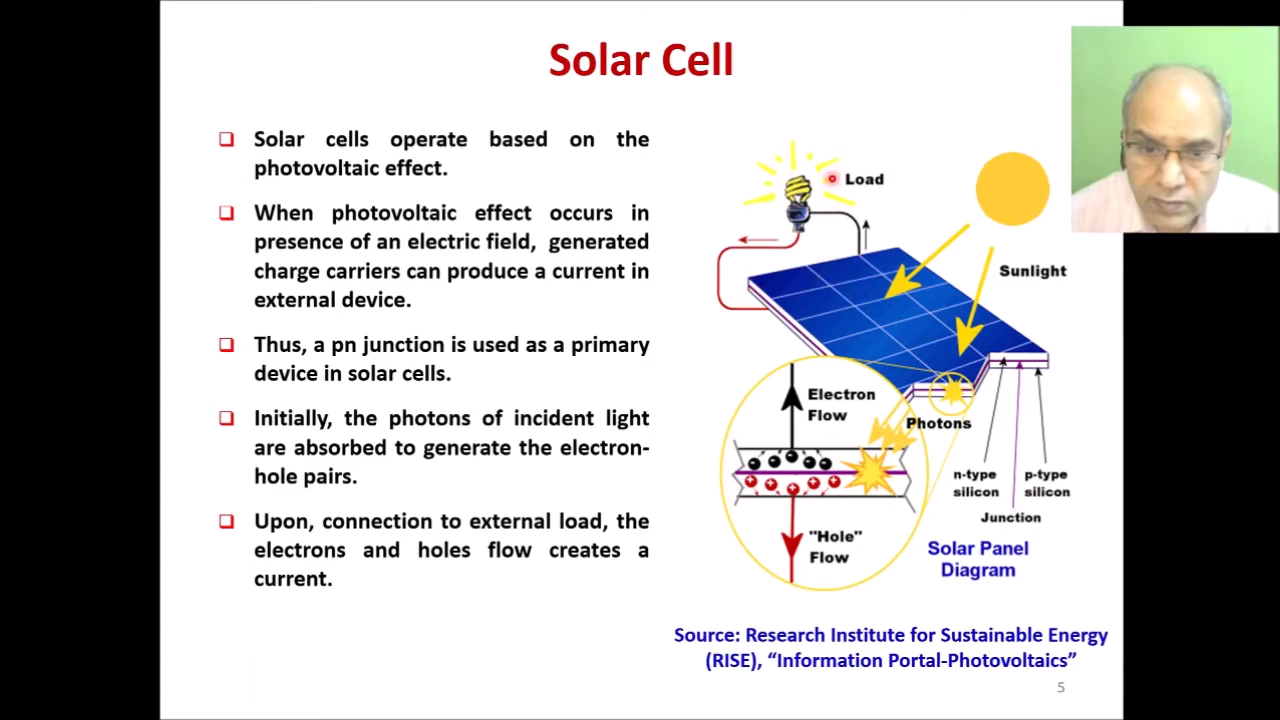 Solar Cell
Solar cells operate based on the
photovoltaic effect.
When photovoltaic effect occurs in
presence of an electric field, generated
charge carriers can produce a current in
external device.
Thus, a pn junction is used as a primary
device in solar cells.
Initially, the photons of incident light
are absorbed to generate the electron-
hole pairs.
Upon, connection to external load, the
electrons and holes flow creates a
current.
Load
Sunlight
Electron
Flow
Photons
n-type
silicon
p-type
silicon
Junction
"Hole"
Flow
Solar Panel
Diagram
Source: Research Institute for Sustainable Energy
(RISE), “Information Portal-Photovoltaics”
5